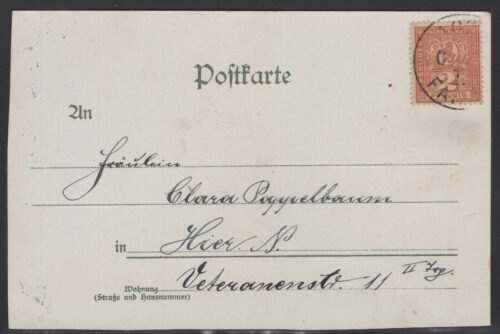 Postkarte
An
Fräulein
Clara Pappelbaum
in Hier N.
Wohnung
(Straße und Hausnummer)
Veteranenstr. 11 II Trp.